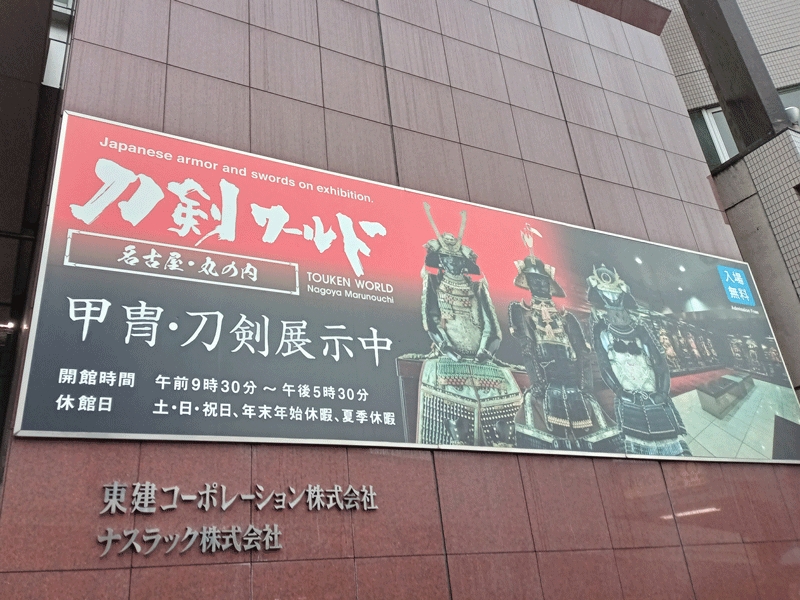 Japanese armor and swords on exhibition.
刀剣ワールド
名古屋・丸の内
TOUKEN WORLD
Nagoya Marunouchi
甲冑・刀剣展示中
開館時間 午前9時30分 ～ 午後5時30分
休館日 土・日・祝日、年末年始休暇、夏季休暇
入場
無料
Admission Free
東建コーポレーション株式会社
ナスラック株式会社